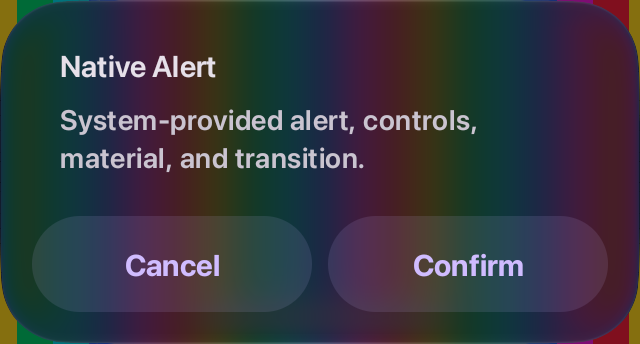 Native Alert
System-provided alert, controls,
material, and transition.
Cancel
Confirm